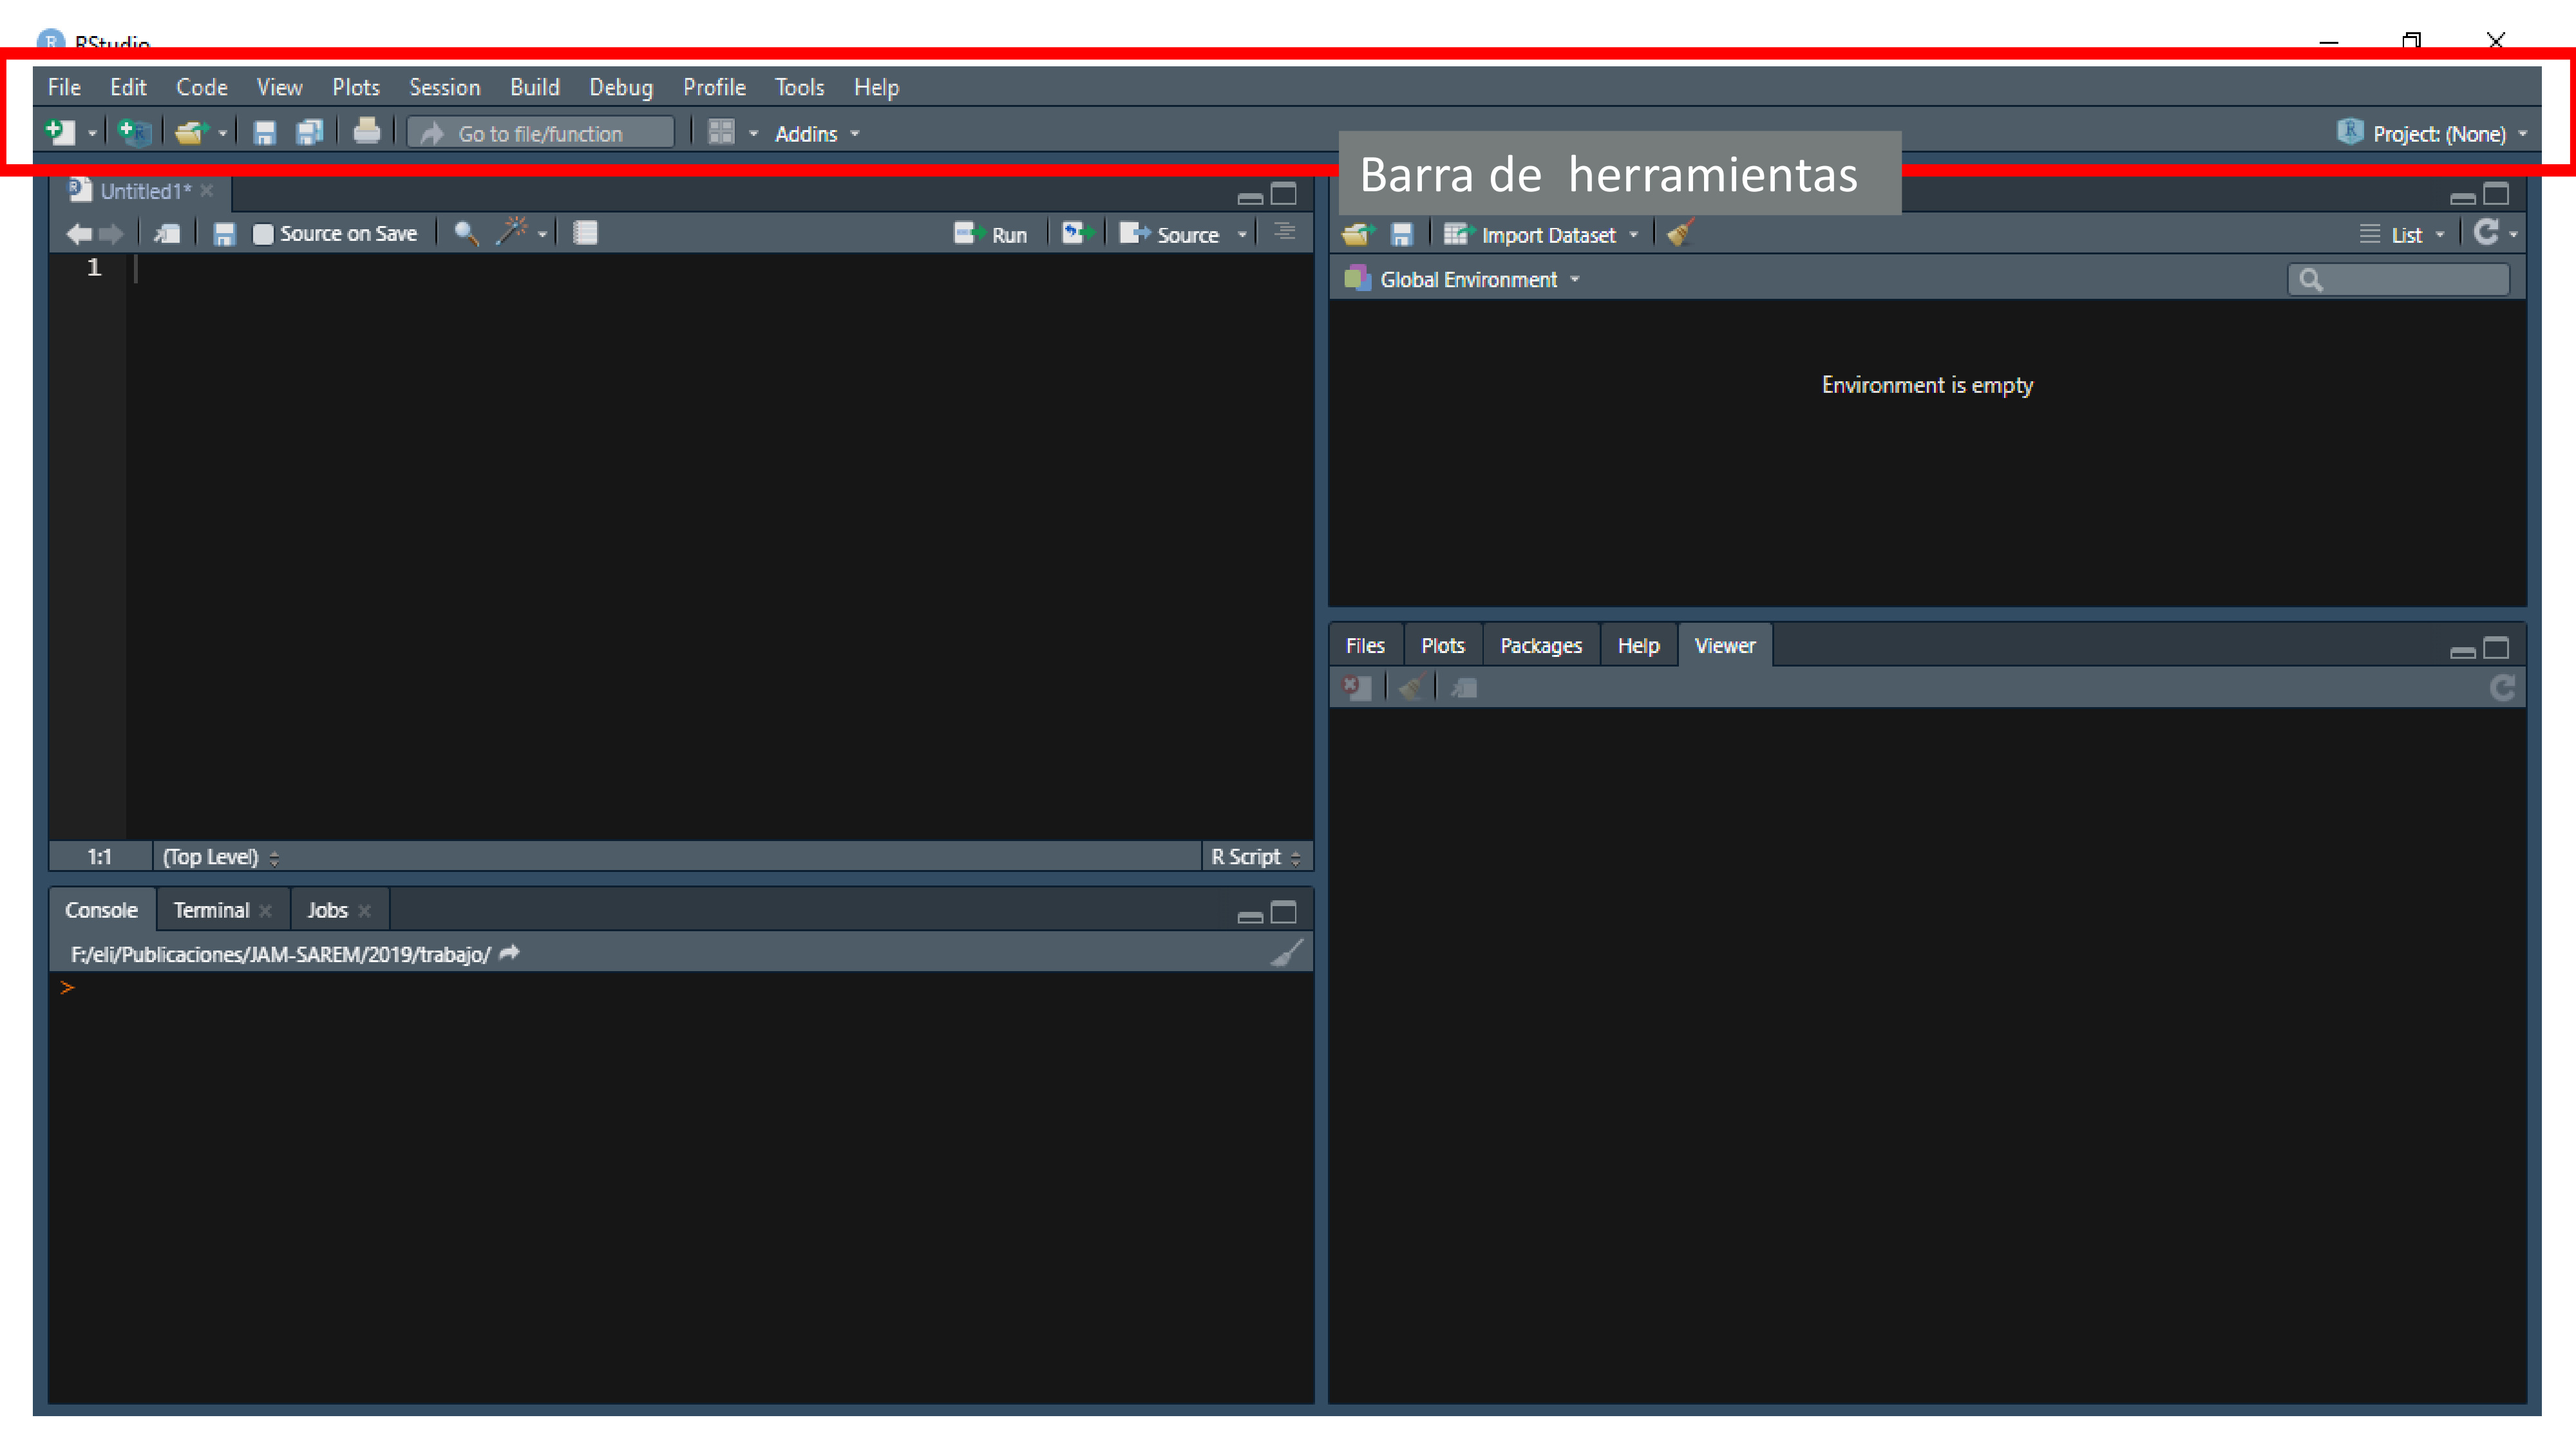 RStudio
File Edit Code View Plots Session Build Debug Profile Tools Help
Go to file/function Addins Project: (None)
Barra de herramientas
Untitled1*
Source on Save Run Source
Import Dataset List
1
Global Environment
Environment is empty
Files Plots Packages Help Viewer
1:1 (Top Level) R Script
Console Terminal Jobs
F:/eli/Publicaciones/JAM-SAREM/2019/trabajo/
>